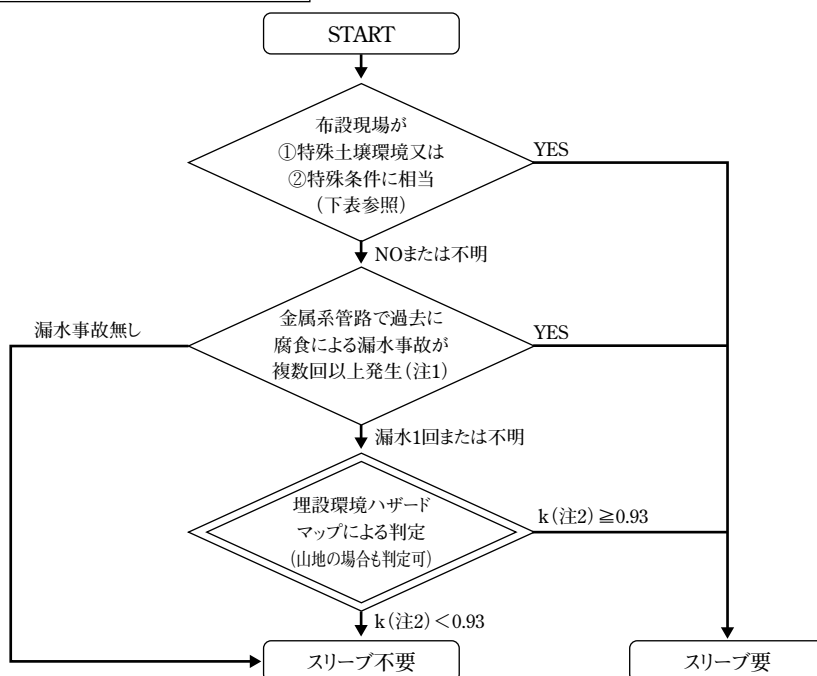 START
布設現場が
①特殊土壌環境又は
②特殊条件に相当
(下表参照)
YES
NOまたは不明
漏水事故無し
金属系管路で過去に
腐食による漏水事故が
複数回以上発生(注1)
YES
漏水1回または不明
埋設環境ハザード
マップによる判定
(山地の場合も判定可)
k(注2)≧0.93
k(注2)<0.93
スリーブ不要
スリーブ要